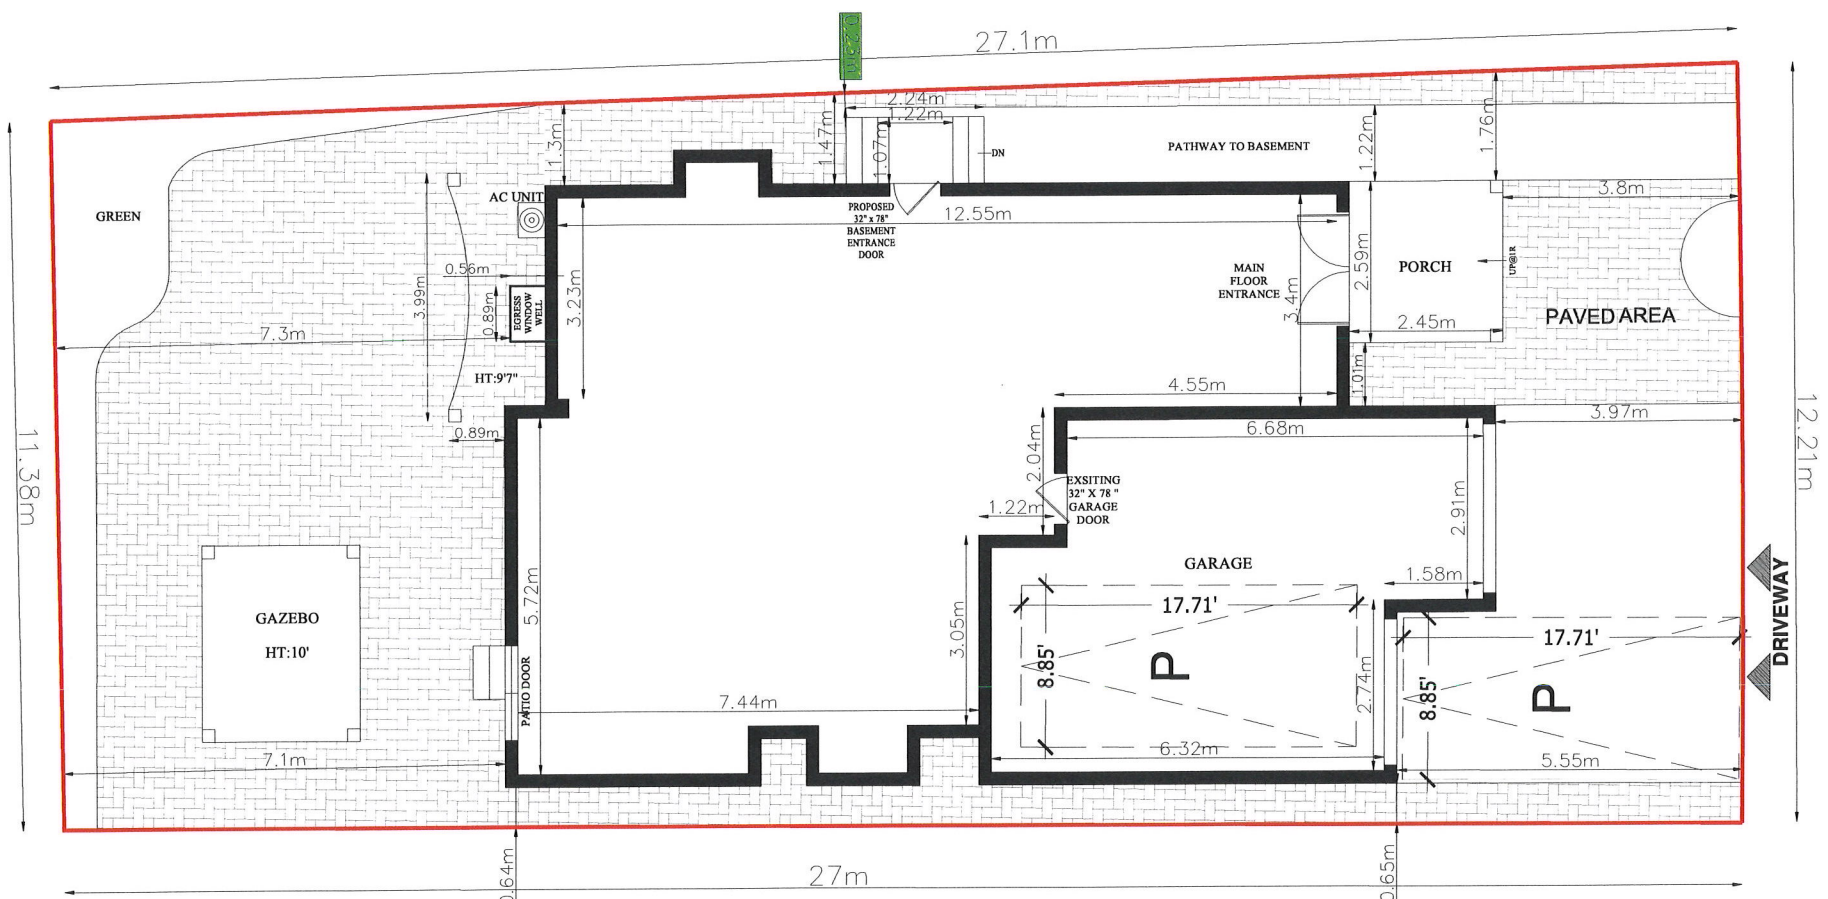 27.1m
0.23m
2.24m
1.22m
1.47m
1.07m
1.3m
DN
PATHWAY TO BASEMENT
1.22m
1.76m
3.8m
GREEN
AC UNIT
PROPOSED
32" x 78"
BASEMENT
ENTRANCE
DOOR
12.55m
MAIN
FLOOR
ENTRANCE
3.4m
2.59m
PORCH
UP@1R
2.45m
PAVED AREA
0.56m
3.99m
0.89m
EGRESS
WINDOW
WELL
3.23m
7.3m
HT:9'7"
0.89m
4.55m
1.01m
3.97m
11.38m
12.21m
6.68m
2.04m
EXSITING
32" X 78 "
GARAGE
DOOR
1.22m
2.91m
GARAGE
1.58m
17.71'
8.85'
P
2.74m
17.71'
8.85'
P
DRIVEWAY
GAZEBO
HT:10'
5.72m
PATIO DOOR
3.05m
7.44m
6.32m
5.55m
7.1m
0.64m
27m
0.65m